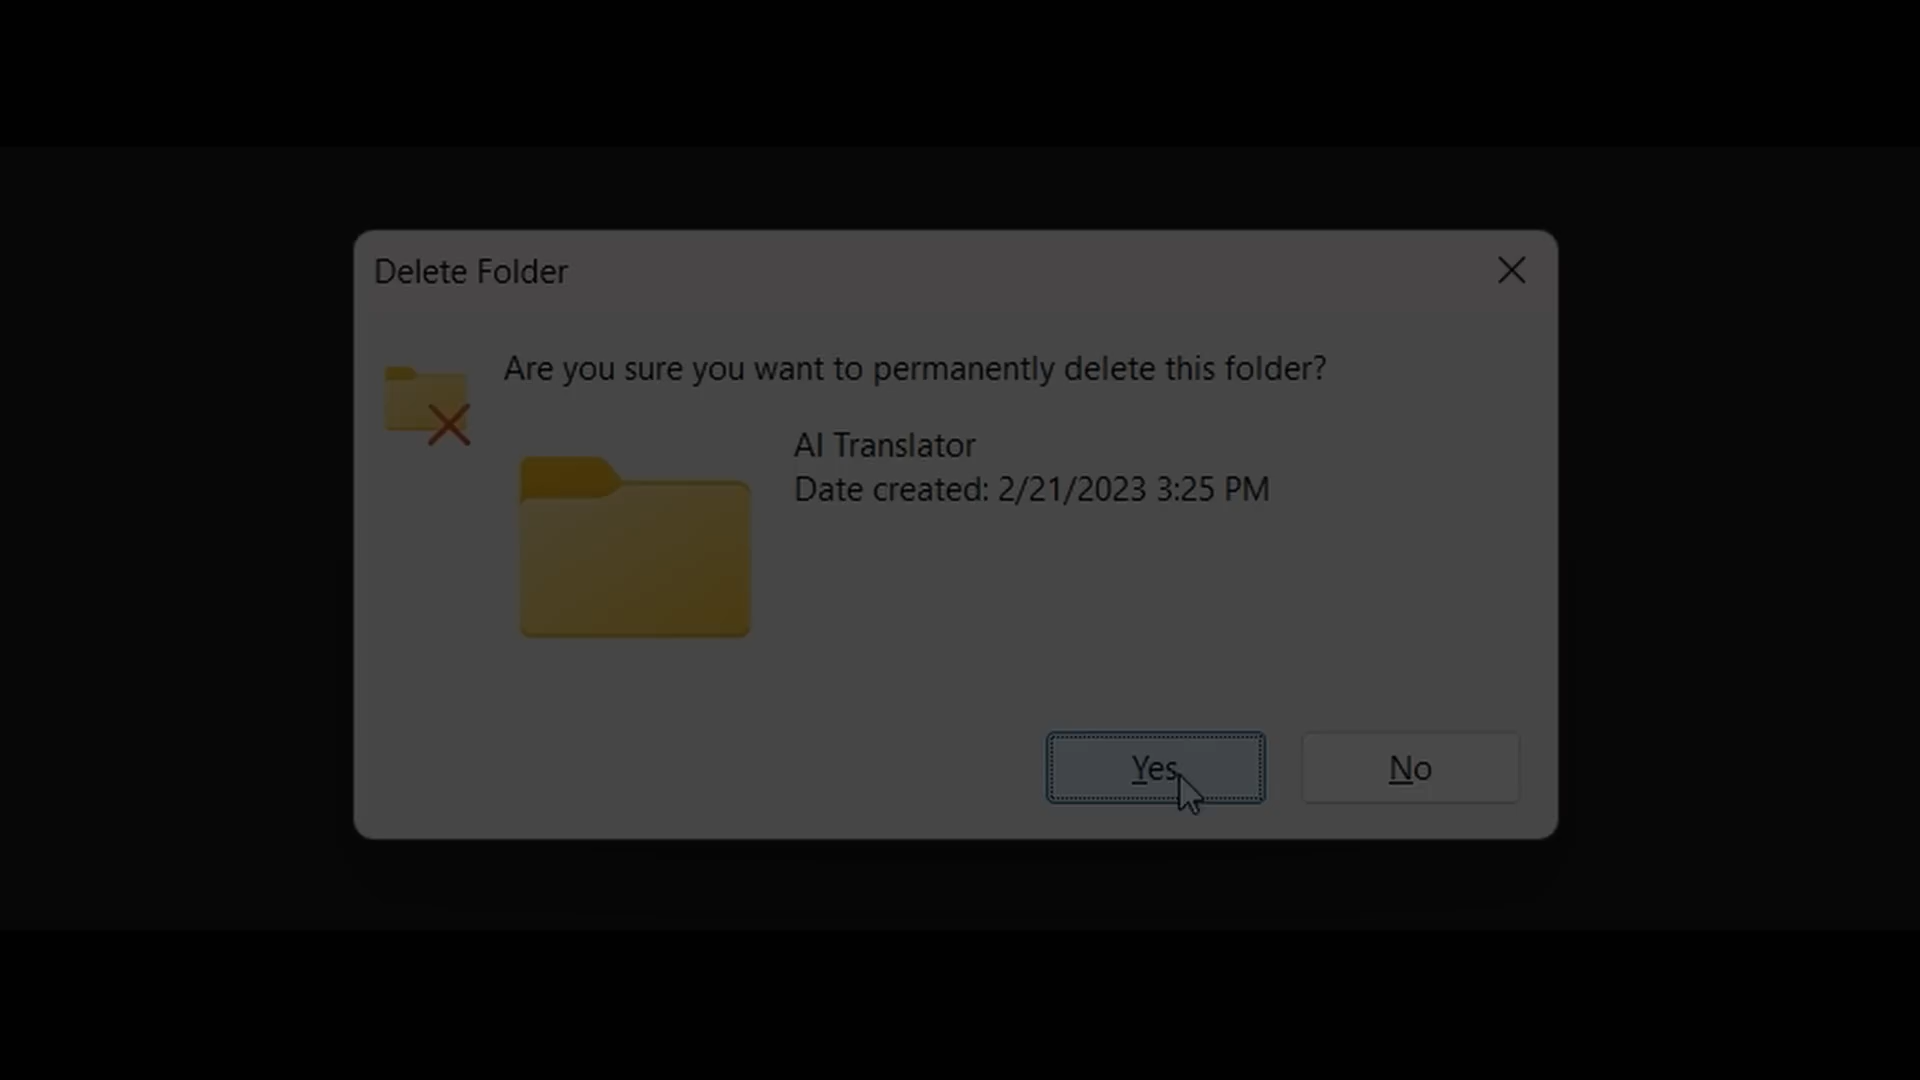 Delete Folder
Are you sure you want to permanently delete this folder?
AI Translator
Date created: 2/21/2023 3:25 PM
Yes
No